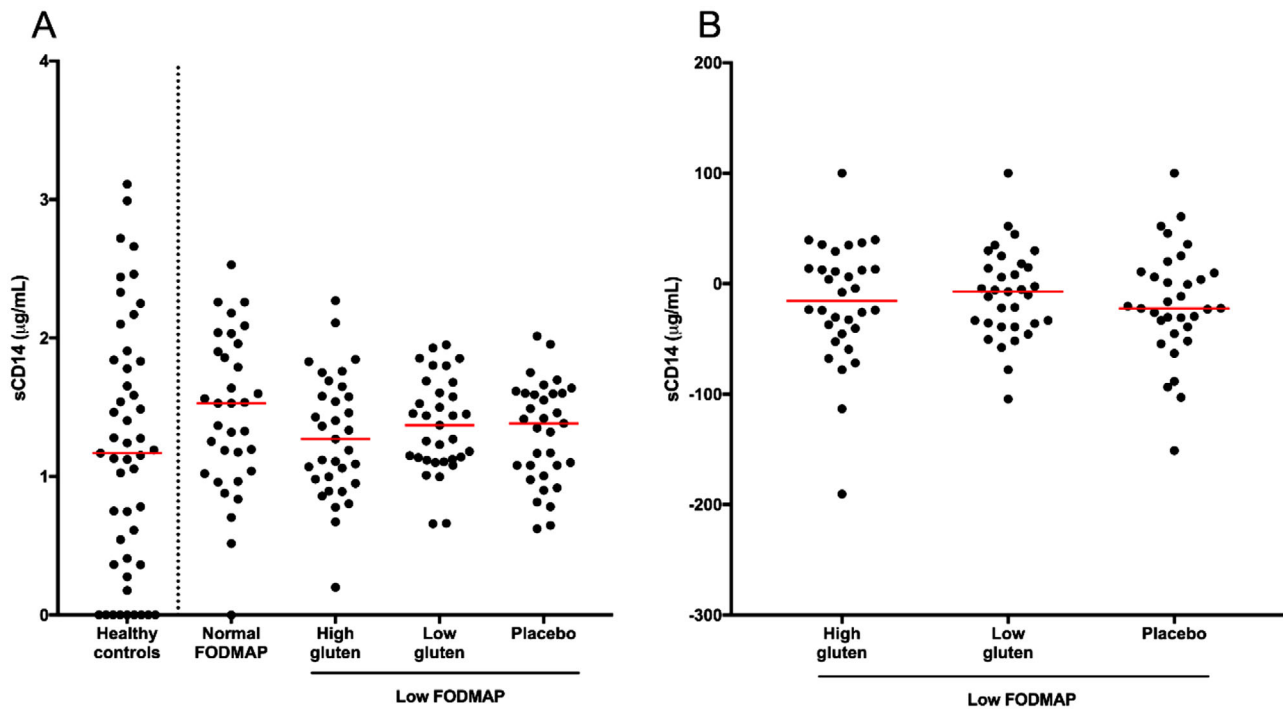 A
sCD14 (μg/mL)
4
3
2
1
0
Healthy
controls
Normal
FODMAP
High
gluten
Low
gluten
Placebo
Low FODMAP
B
sCD14 (μg/mL)
200
100
0
-100
-200
-300
High
gluten
Low
gluten
Placebo
Low FODMAP